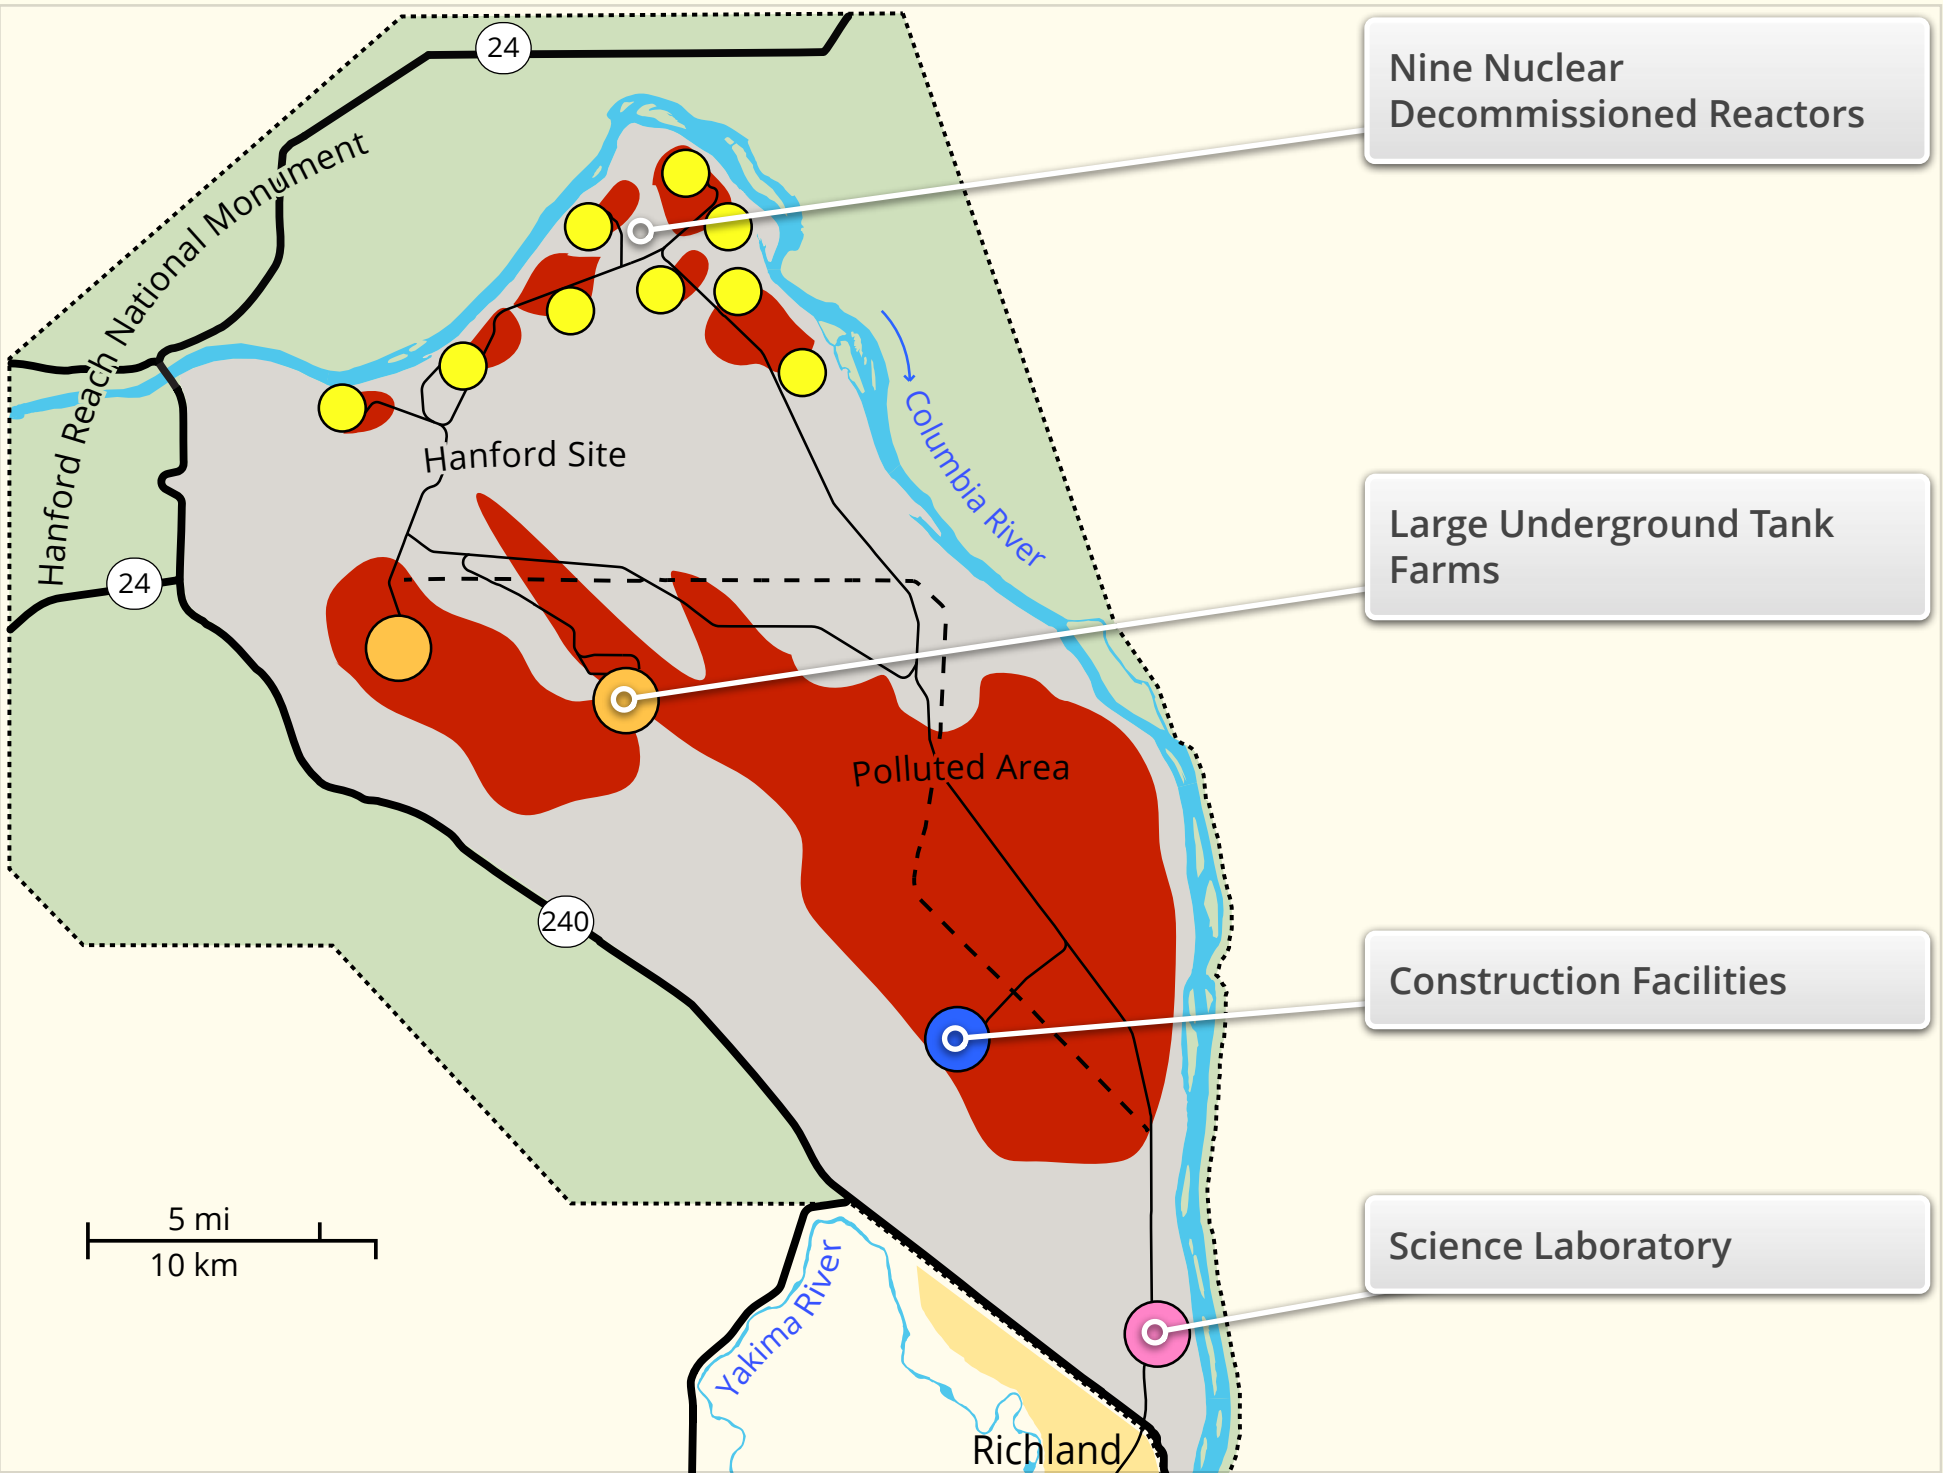 24
Nine Nuclear
Decommissioned Reactors
Hanford Reach National Monument
Columbia River
Hanford Site
Large Underground Tank
Farms
24
Polluted Area
240
Construction Facilities
5 mi
10 km
Science Laboratory
Yakima River
Richland